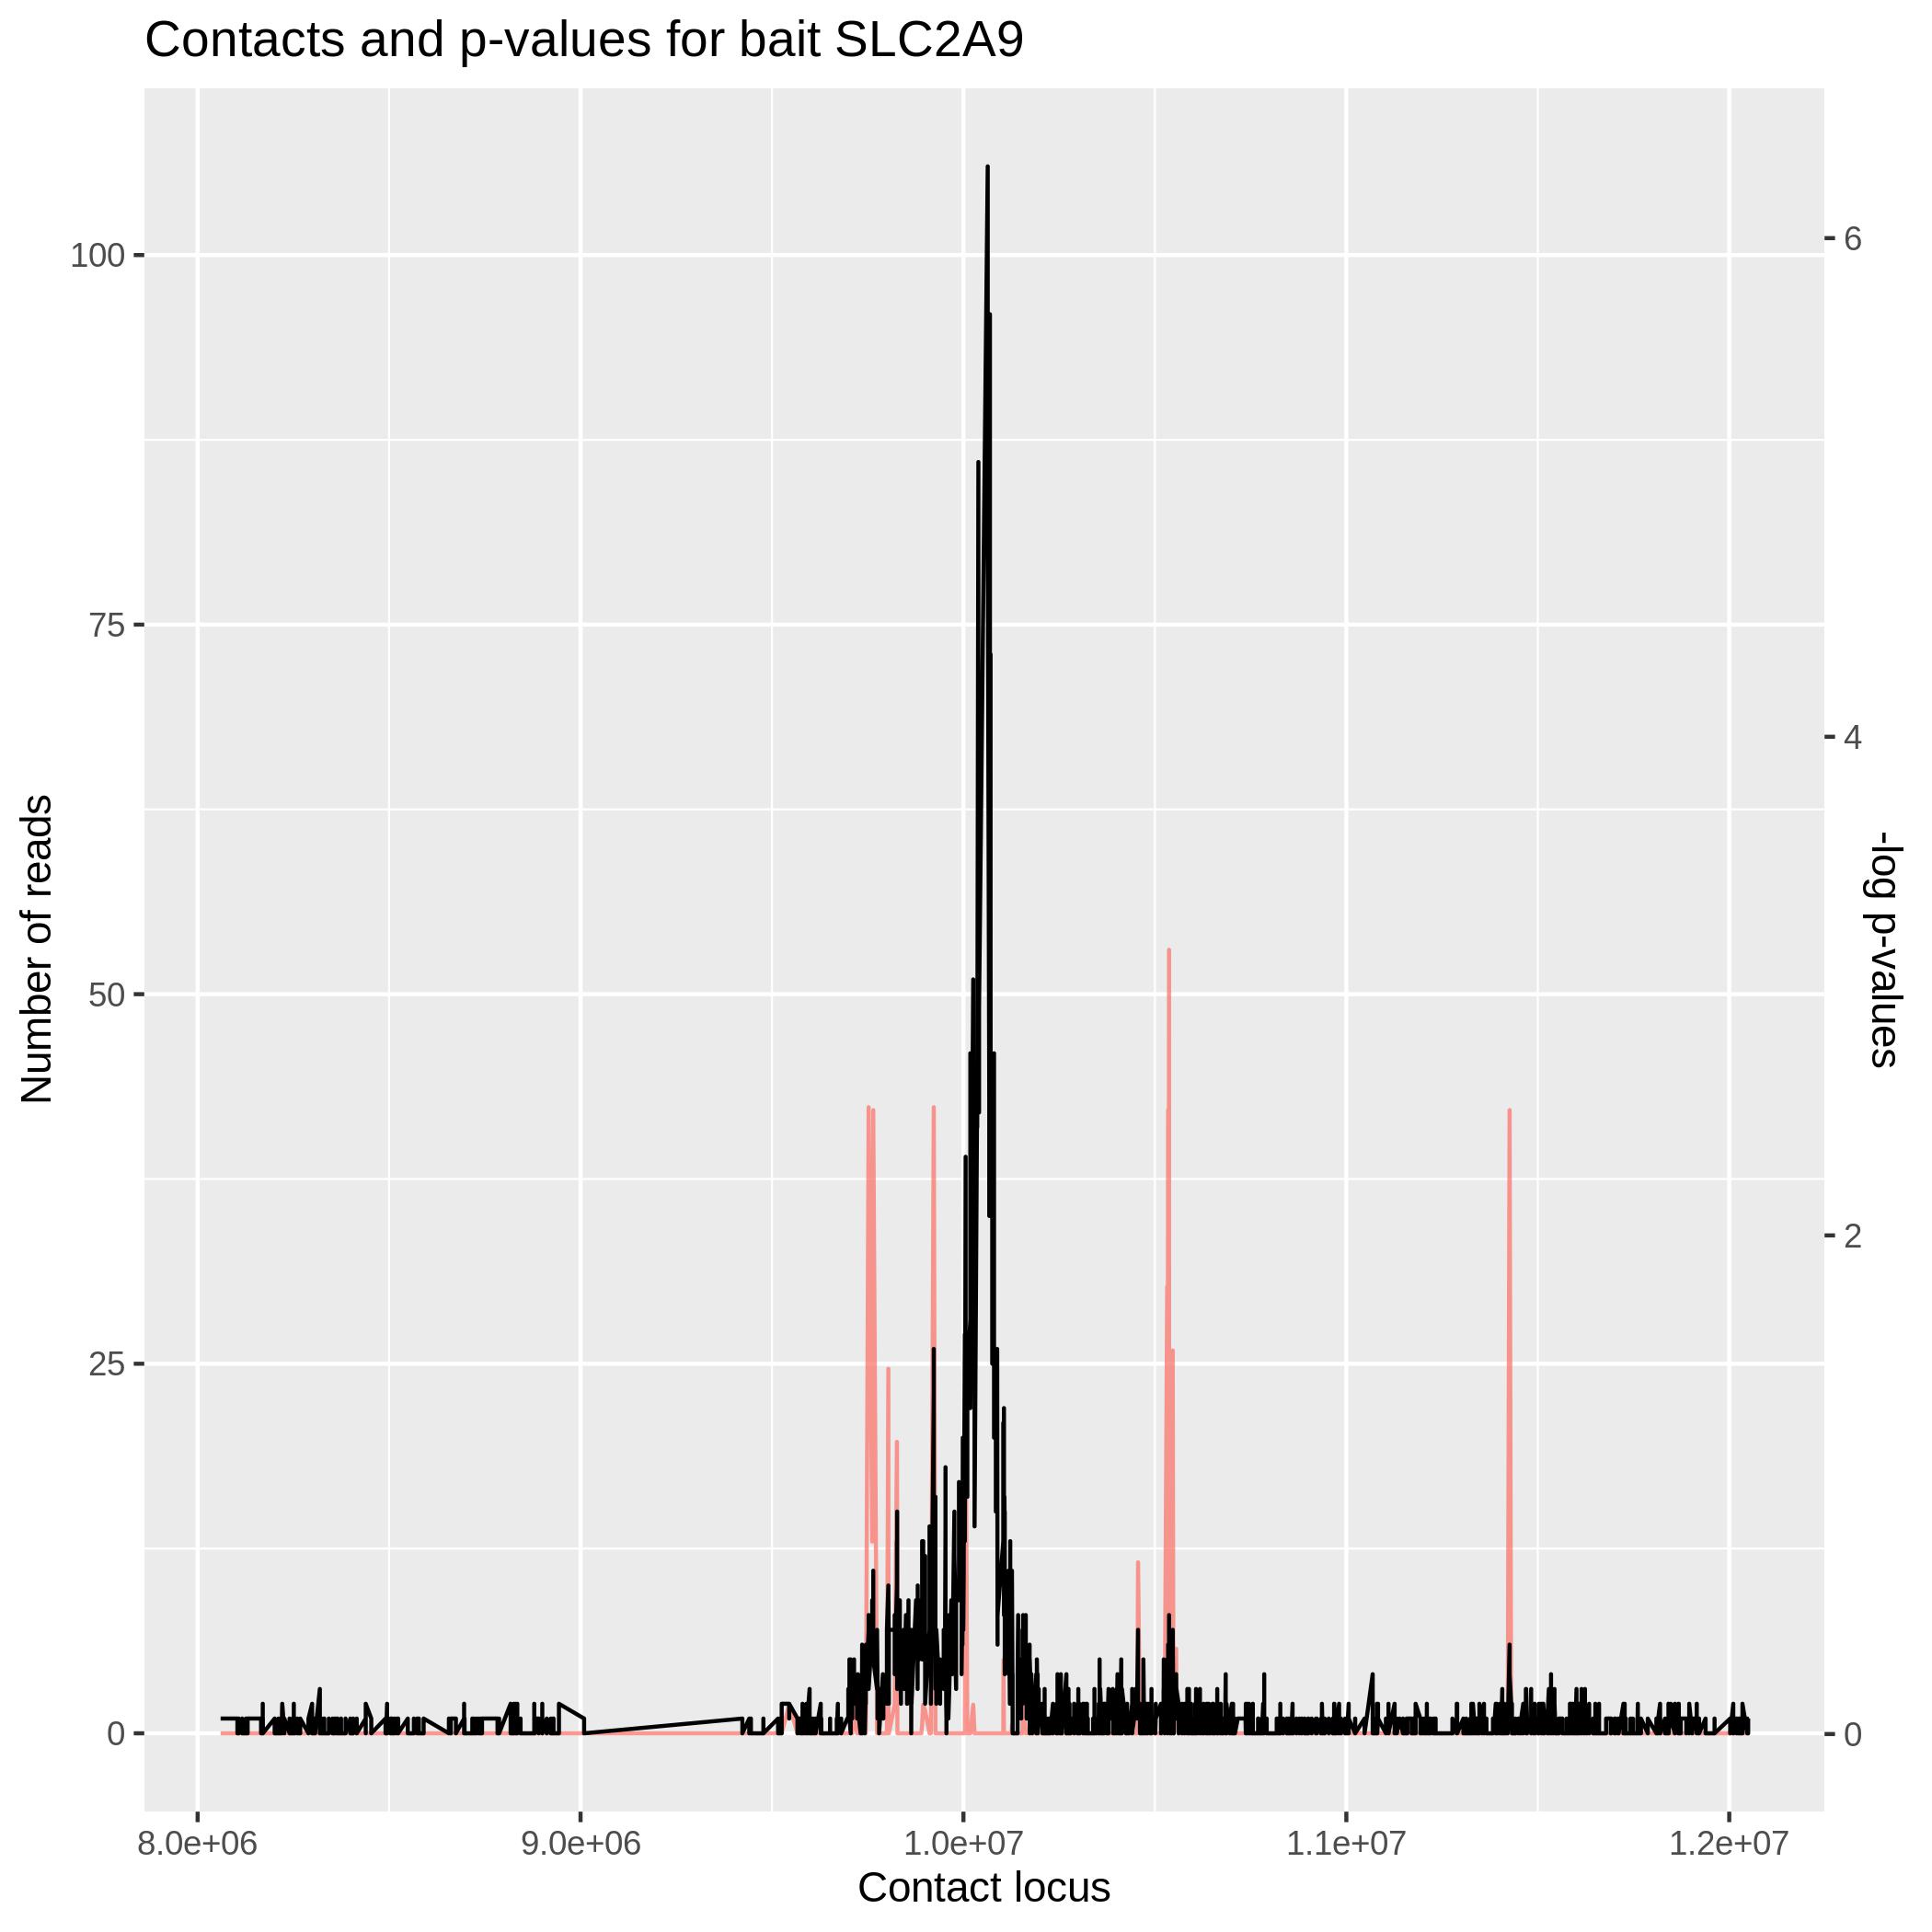 Contacts and p-values for bait SLC2A9
100
75
50
25
0
Number of reads
6
4
2
0
-log p-values
8.0e+06
9.0e+06
1.0e+07
1.1e+07
1.2e+07
Contact locus